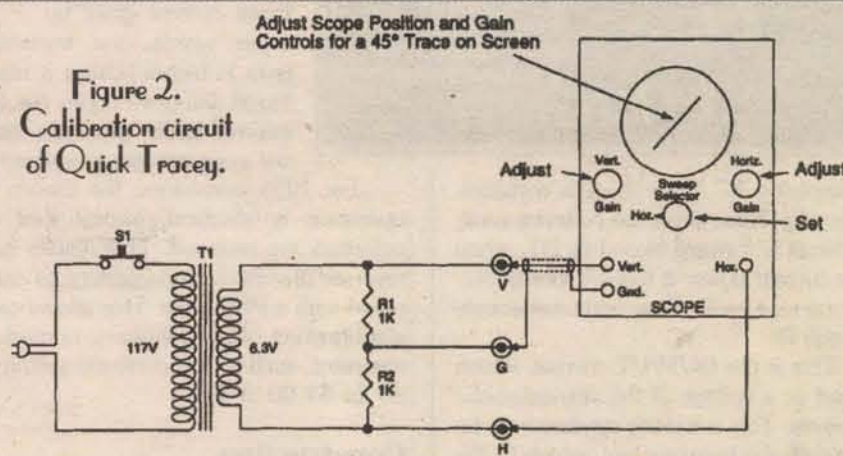 Adjust Scope Position and Gain
Controls for a 45° Trace on Screen
Figure 2.
Calibration circuit
of Quick Tracey.
Adjust
Vert.
Gain
Horiz.
Gain
Adjust
Sweep
Selector
Hor.
Set
S1
T1
117V
6.3V
R1
1K
R2
1K
V
G
H
Vert.
Gnd.
Hor.
SCOPE